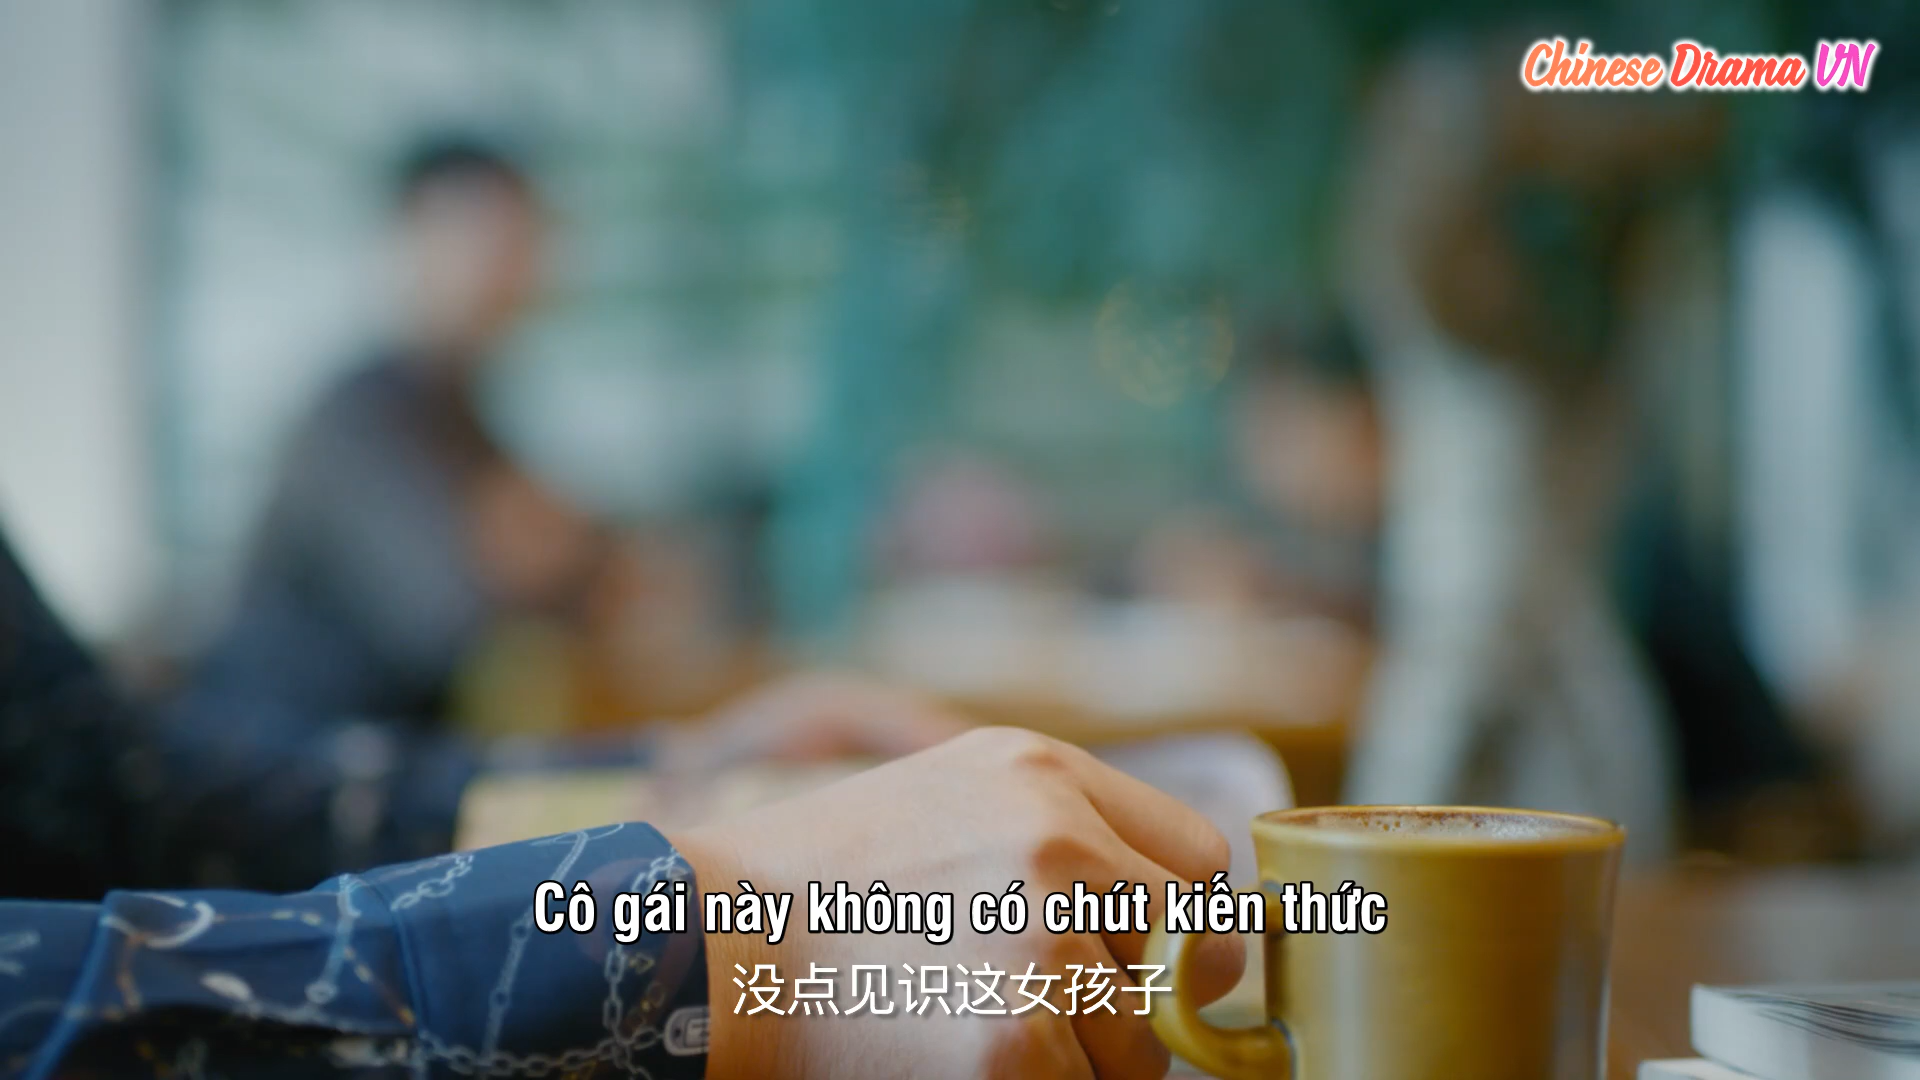 Chinese Drama VN
Cô gái này không có chút kiến thức
没点见识这女孩子